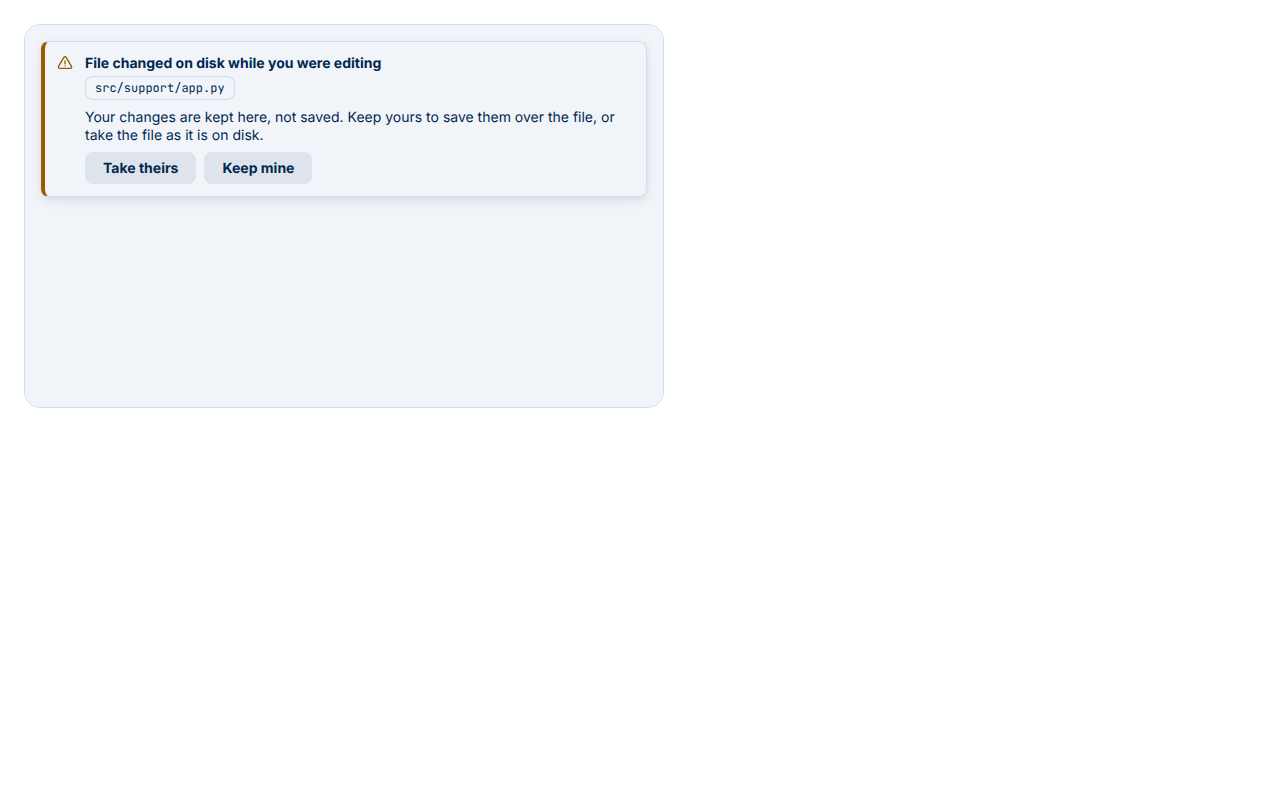 File changed on disk while you were editing
src/support/app.py
Your changes are kept here, not saved. Keep yours to save them over the file, or
take the file as it is on disk.
Take theirs Keep mine